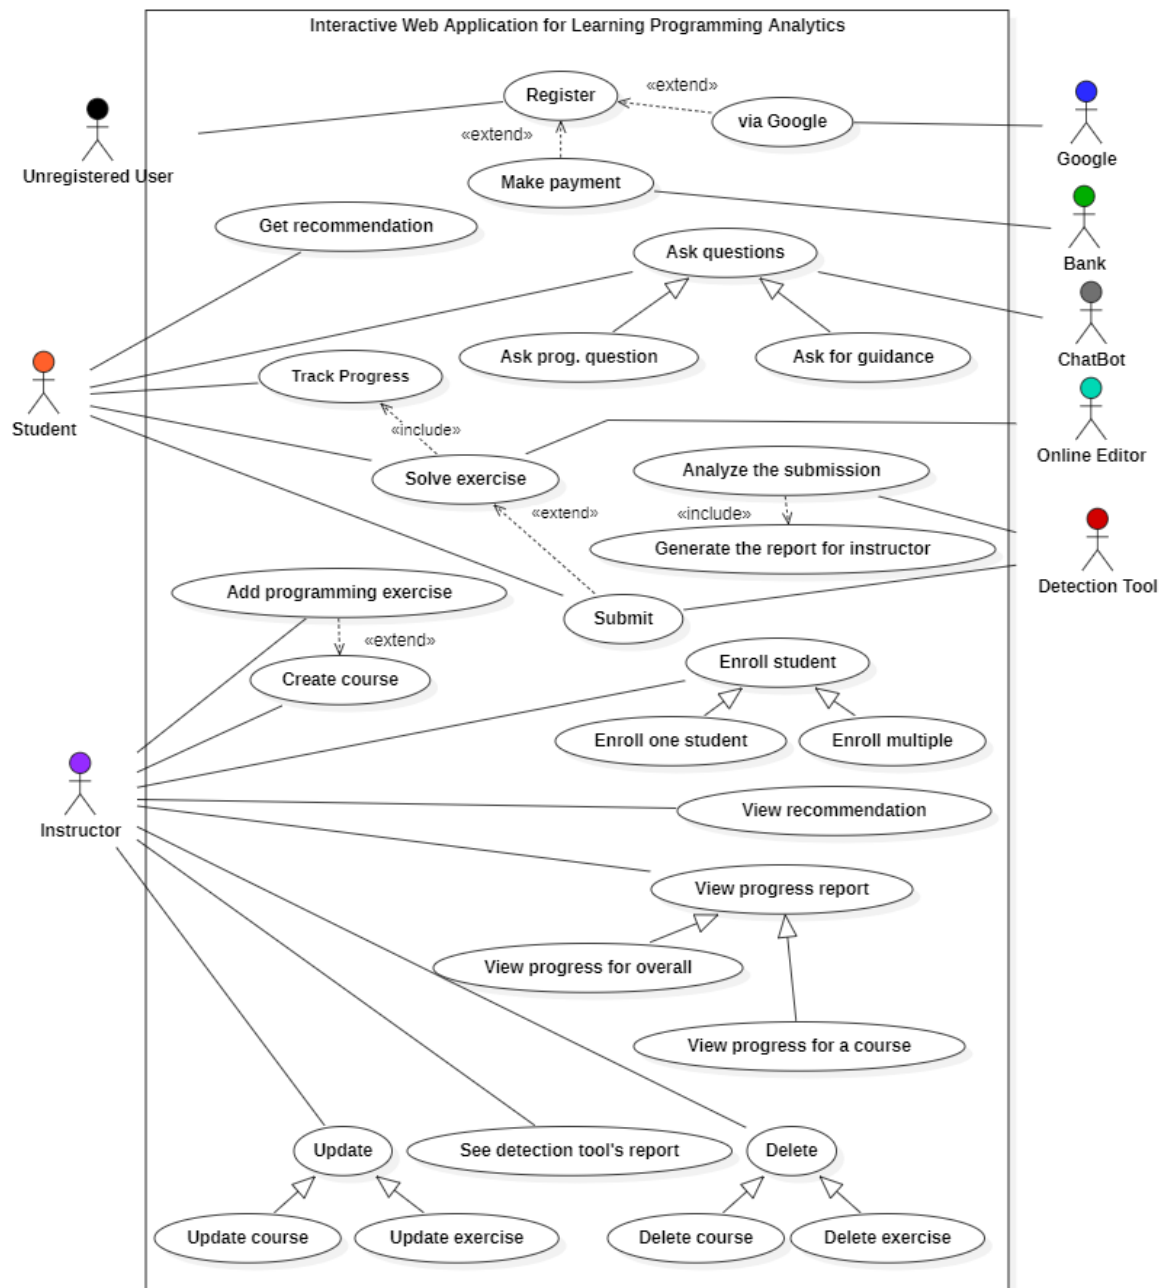 Interactive Web Application for Learning Programming Analytics
Register
«extend»
via Google
Google
Unregistered User
«extend»
Make payment
Bank
Get recommendation
Ask questions
ChatBot
Ask prog. question
Ask for guidance
Student
Track Progress
«include»
Online Editor
Solve exercise
Analyze the submission
«extend»
«include»
Generate the report for instructor
Detection Tool
Add programming exercise
Submit
«extend»
Create course
Enroll student
Enroll one student
Enroll multiple
Instructor
View recommendation
View progress report
View progress for overall
View progress for a course
Update
See detection tool's report
Delete
Update course
Update exercise
Delete course
Delete exercise